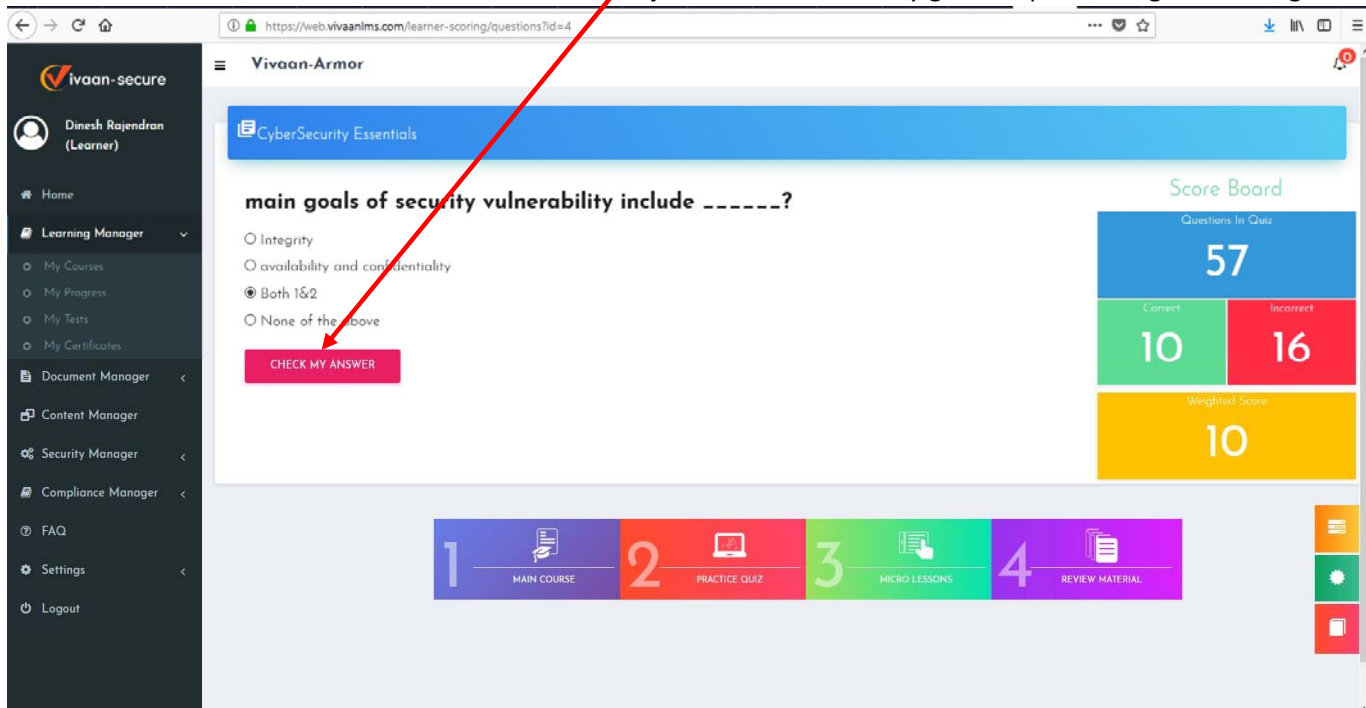 https://web.vivaanlms.com/learner-scoring/questions?id=4
ivaan-secure
Vivaan-Armor
Dinesh Rajendran
(Learner)
Home
Learning Manager
My Courses
My Progress
My Tests
My Certificates
Document Manager
Content Manager
Security Manager
Compliance Manager
FAQ
Settings
Logout
CyberSecurity Essentials
main goals of security vulnerability include ______?
Integrity
availability and confidentiality
Both 1&2
None of the above
CHECK MY ANSWER
Score Board
Questions In Quiz
57
Correct
10
Incorrect
16
Weighted Score
10
1 MAIN COURSE
2 PRACTICE QUIZ
3 MICRO LESSONS
4 REVIEW MATERIAL
0